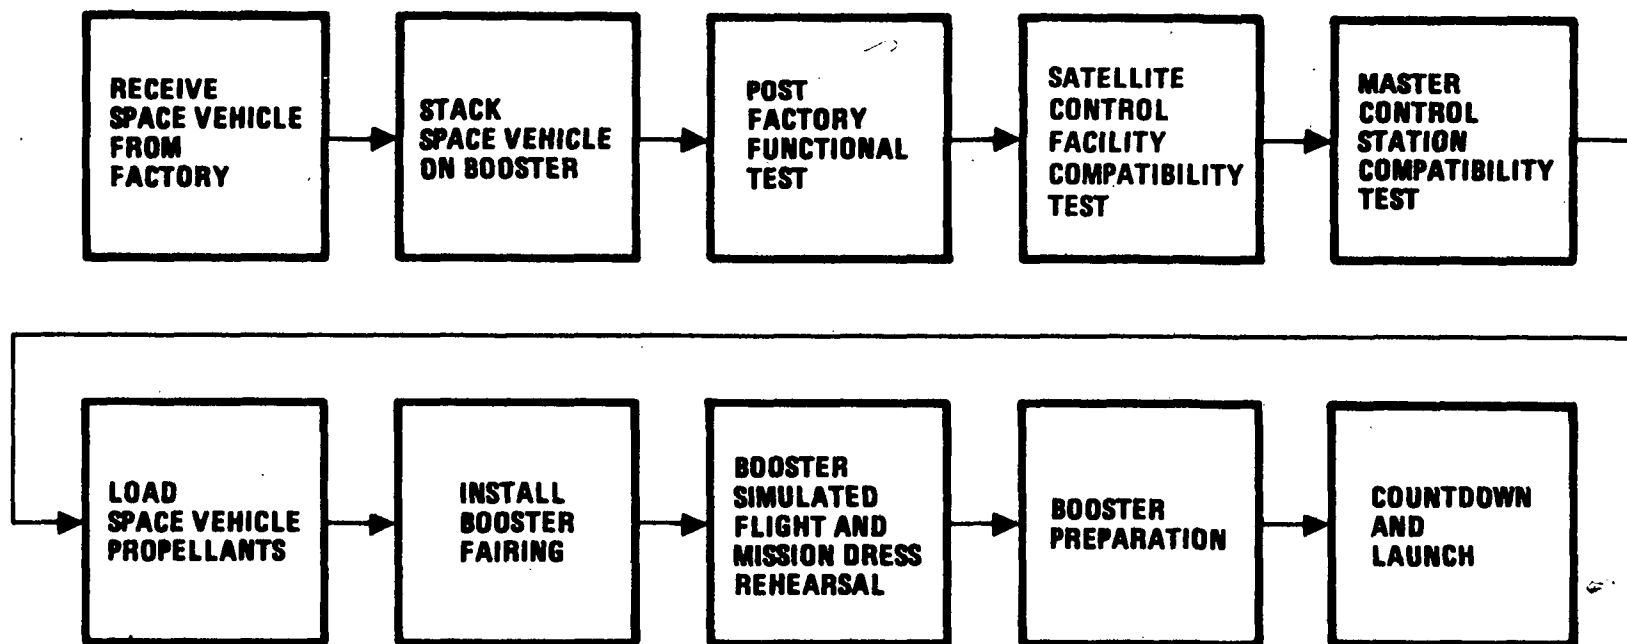 RECEIVE
SPACE VEHICLE
FROM
FACTORY
STACK
SPACE VEHICLE
ON BOOSTER
POST
FACTORY
FUNCTIONAL
TEST
SATELLITE
CONTROL
FACILITY
COMPATIBILITY
TEST
MASTER
CONTROL
STATION
COMPATIBILITY
TEST
LOAD
SPACE VEHICLE
PROPELLANTS
INSTALL
BOOSTER
FAIRING
BOOSTER
SIMULATED
FLIGHT AND
MISSION DRESS
REHEARSAL
BOOSTER
PREPARATION
COUNTDOWN
AND
LAUNCH